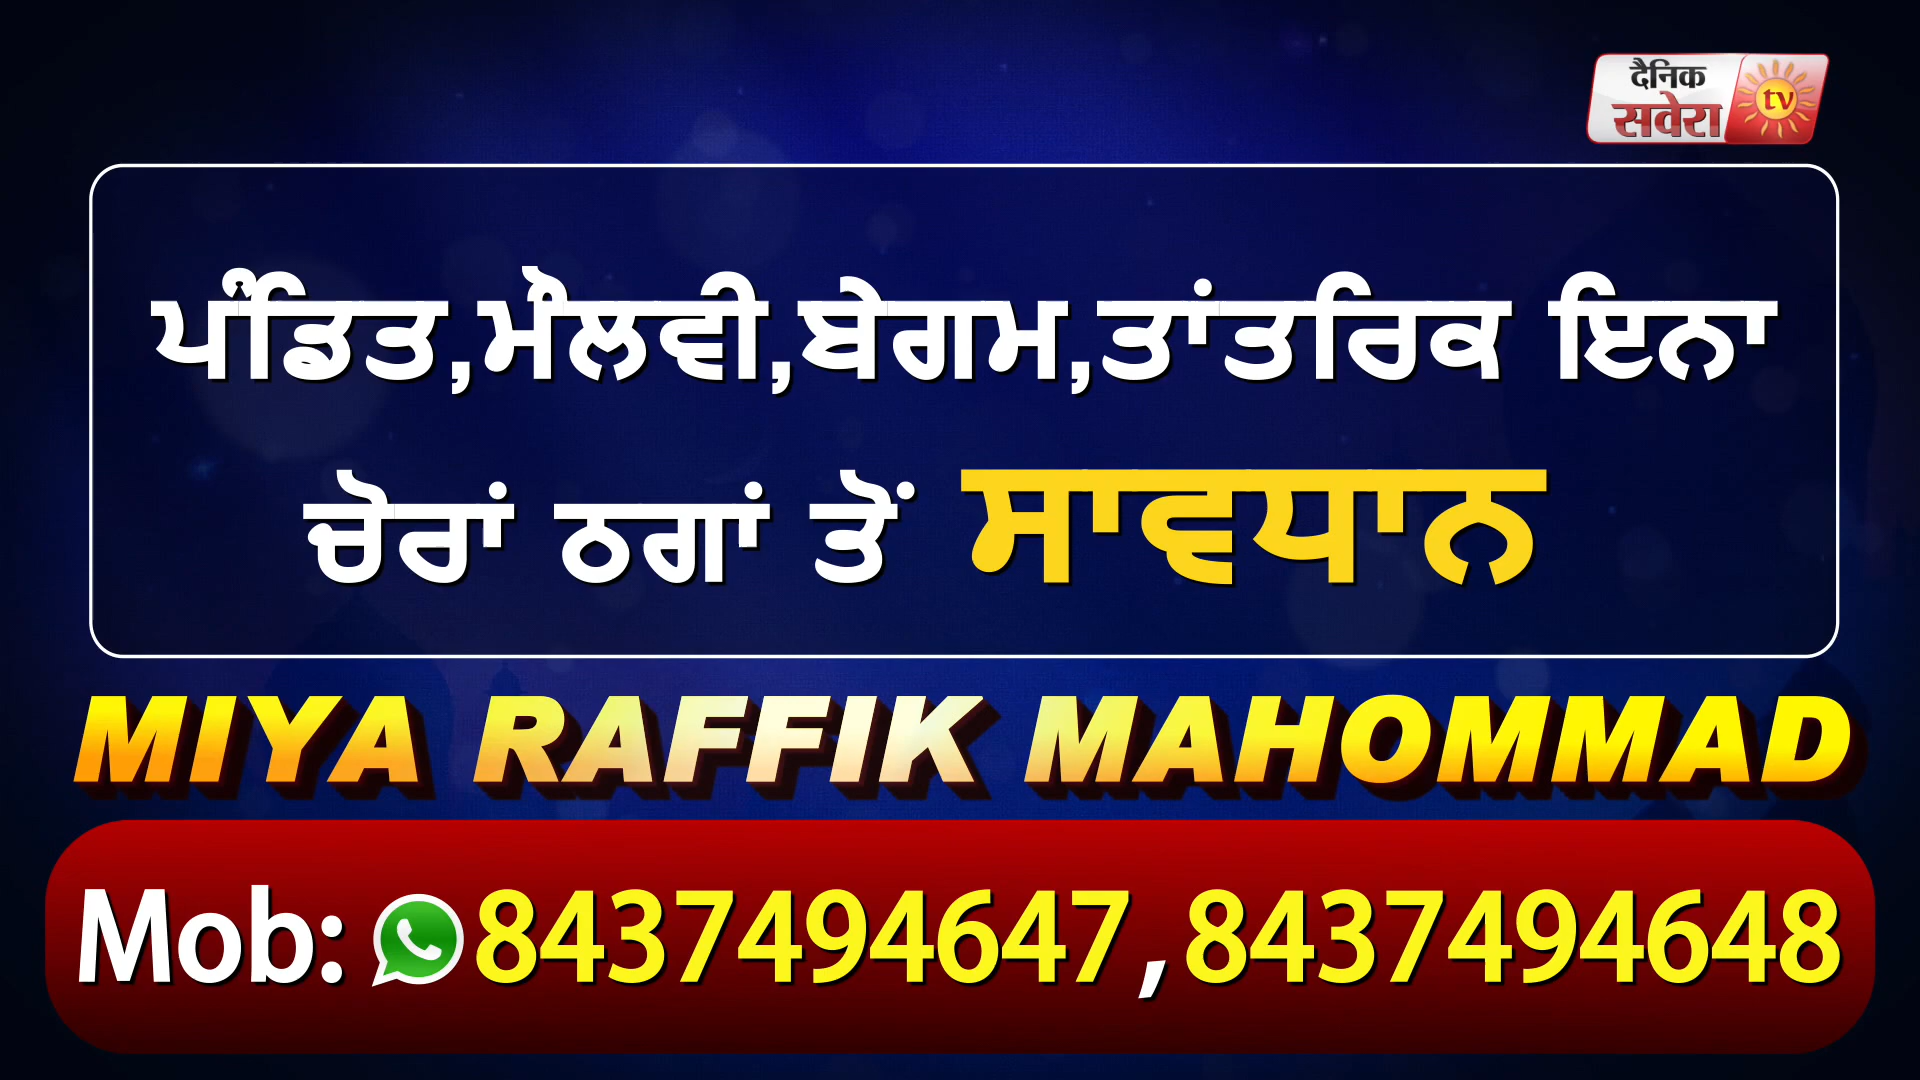 दैनिक
सवेरा tv
ਪੰਡਿਤ,ਮੌਲਵੀ,ਬੇਗਮ,ਤਾਂਤਰਿਕ ਇਨਾ
ਚੋਰਾਂ ਠਗਾਂ ਤੋਂ ਸਾਵਧਾਨ
MIYA RAFFIK MAHOMMAD
Mob: 8437494647, 8437494648